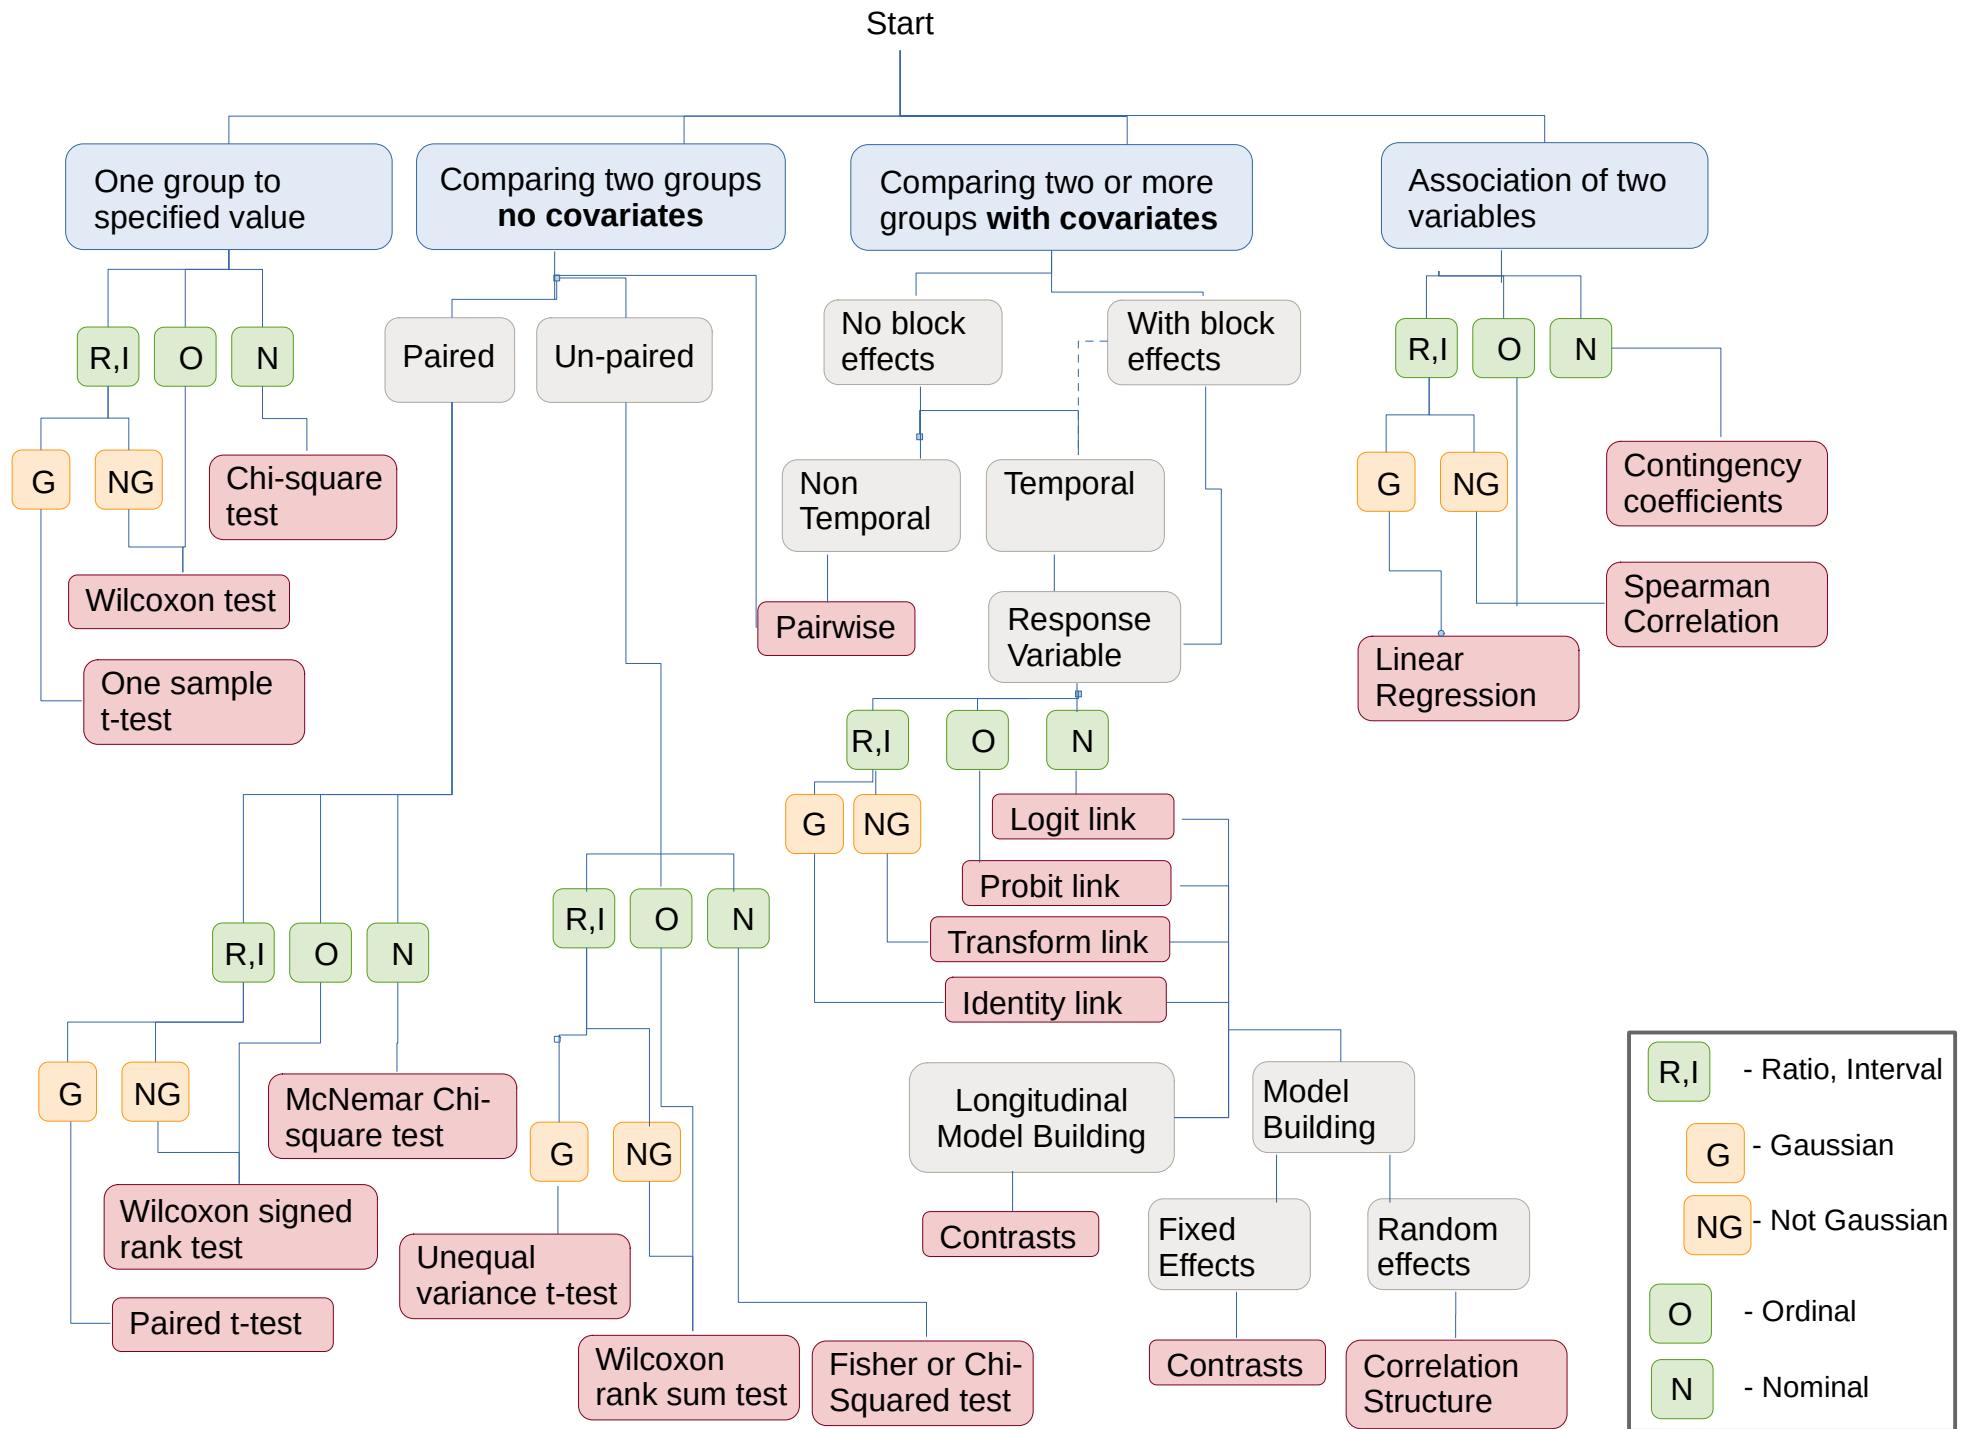 Start
One group to
specified value
Comparing two groups
no covariates
Comparing two or more
groups with covariates
Association of two
variables
R,I
O
N
Paired
Un-paired
No block
effects
With block
effects
R,I
O
N
G
NG
Chi-square
test
Wilcoxon test
One sample
t-test
Non
Temporal
Temporal
Pairwise
Response
Variable
G
NG
Contingency
coefficients
Spearman
Correlation
Linear
Regression
R,I
O
N
G
NG
Logit link
Probit link
Transform link
Identity link
R,I
O
N
R,I
O
N
G
NG
McNemar Chi-
square test
Wilcoxon signed
rank test
Paired t-test
G
NG
Unequal
variance t-test
Wilcoxon
rank sum test
Fisher or Chi-
Squared test
Longitudinal
Model Building
Model
Building
Contrasts
Fixed
Effects
Random
effects
Contrasts
Correlation
Structure
R,I - Ratio, Interval
G - Gaussian
NG - Not Gaussian
O - Ordinal
N - Nominal